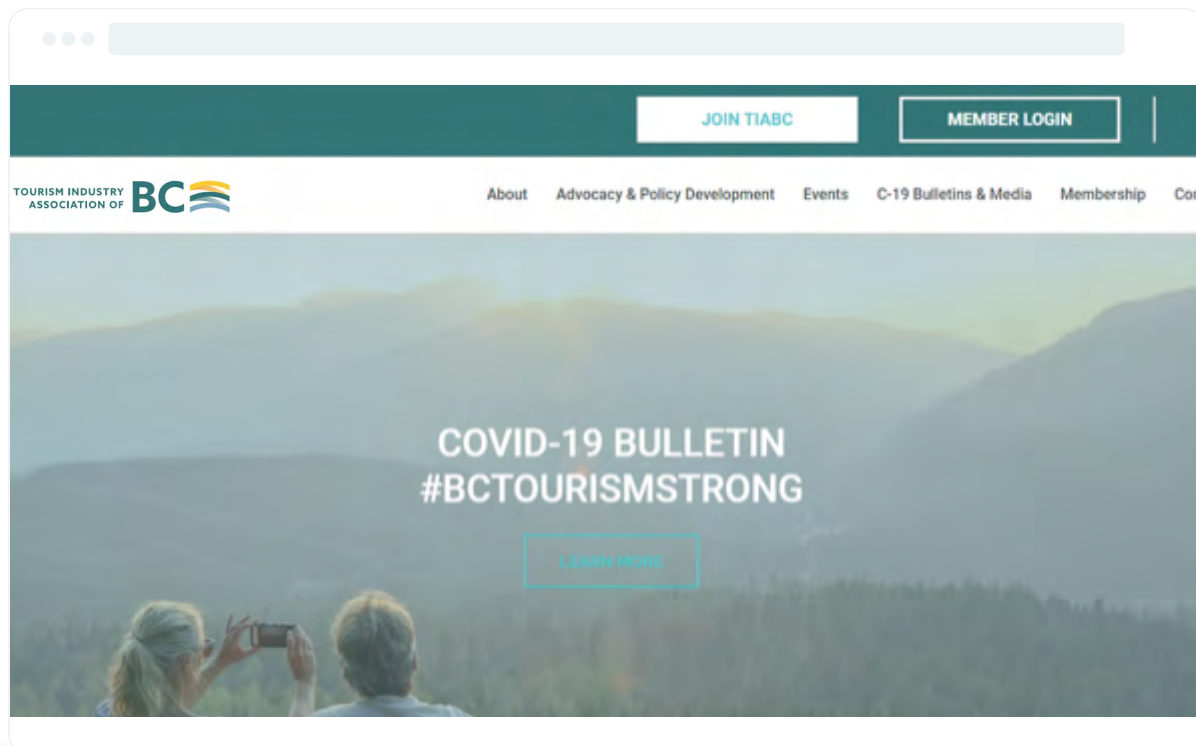 JOIN TIABC
MEMBER LOGIN
TOURISM INDUSTRY
ASSOCIATION OF BC
About Advocacy & Policy Development Events C-19 Bulletins & Media Membership
COVID-19 BULLETIN
#BCTOURISMSTRONG
LEARN MORE